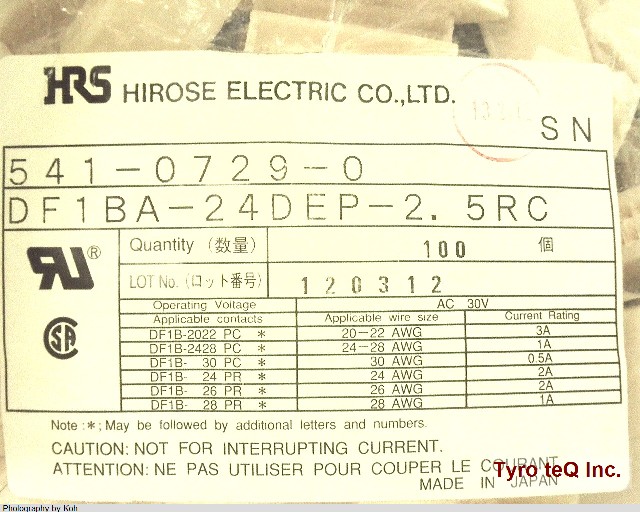 HRS HIROSE ELECTRIC CO.,LTD.
SN
541-0729-0
DF1BA-24DEP-2.5RC
Quantity (数量) 100 個
LOT No. (ロット番号) 120312
Operating Voltage AC 30V
Applicable contacts Applicable wire size Current Rating
DF1B-2022 PC * 20-22 AWG 3A
DF1B-2428 PC * 24-28 AWG 1A
DF1B- 30 PC * 30 AWG 0.5A
DF1B- 24 PR * 24 AWG 2A
DF1B- 26 PR * 26 AWG 2A
DF1B- 28 PR * 28 AWG 1A
Note :*; May be followed by additional letters and numbers.
CAUTION: NOT FOR INTERRUPTING CURRENT.
ATTENTION: NE PAS UTILISER POUR COUPER LE COURANT
MADE IN JAPAN
Tyro teQ Inc.
Photography by Koh